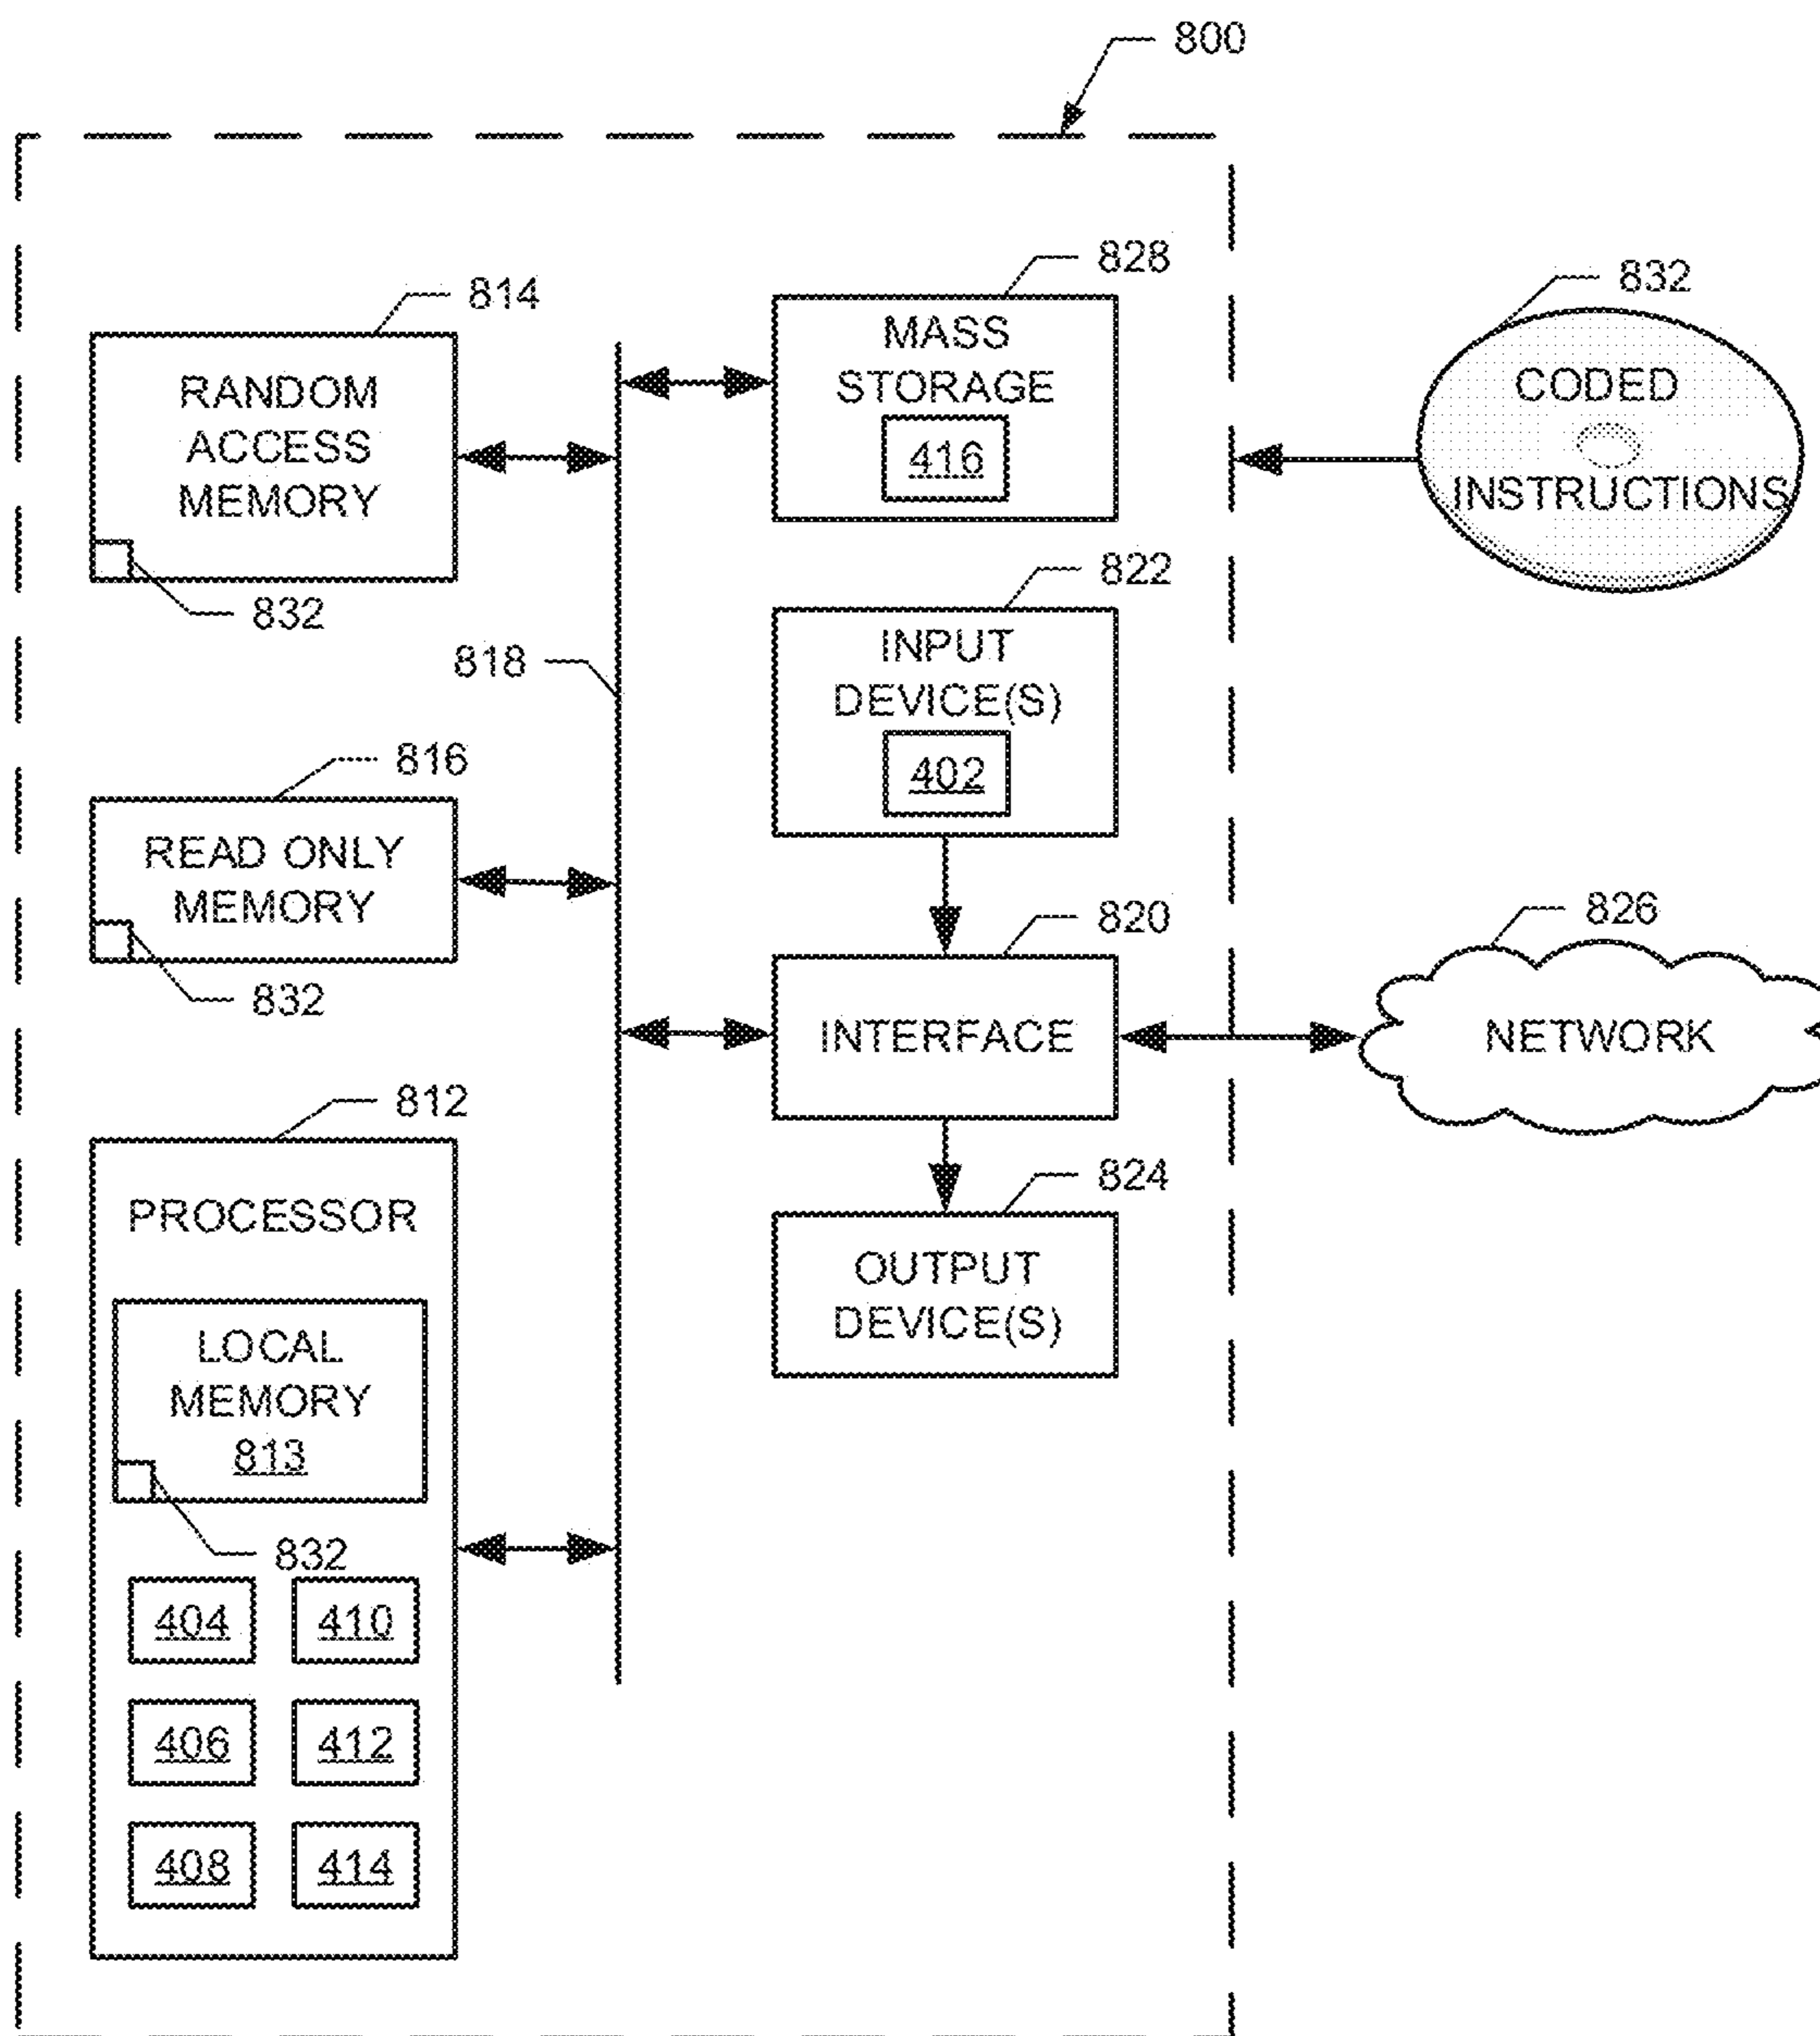 800
828
MASS
STORAGE
416
814
RANDOM
ACCESS
MEMORY
832
832
CODED
INSTRUCTIONS
818
822
INPUT
DEVICE(S)
402
816
READ ONLY
MEMORY
832
820
INTERFACE
826
NETWORK
812
PROCESSOR
LOCAL
MEMORY
813
832
404
410
406
412
408
414
824
OUTPUT
DEVICE(S)